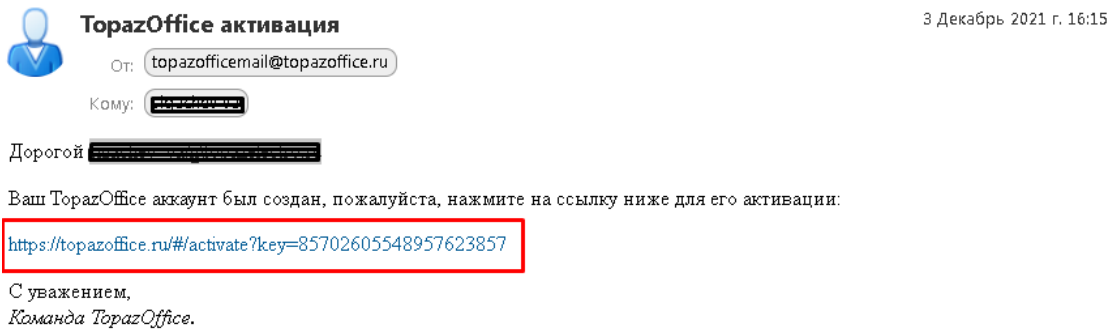 TopazOffice активация
3 Декабрь 2021 г. 16:15
От: topazofficemail@topazoffice.ru
Кому:
Дорогой
Ваш TopazOffice аккаунт был создан, пожалуйста, нажмите на ссылку ниже для его активации:
https://topazoffice.ru/#/activate?key=85702605548957623857
С уважением,
Команда TopazOffice.